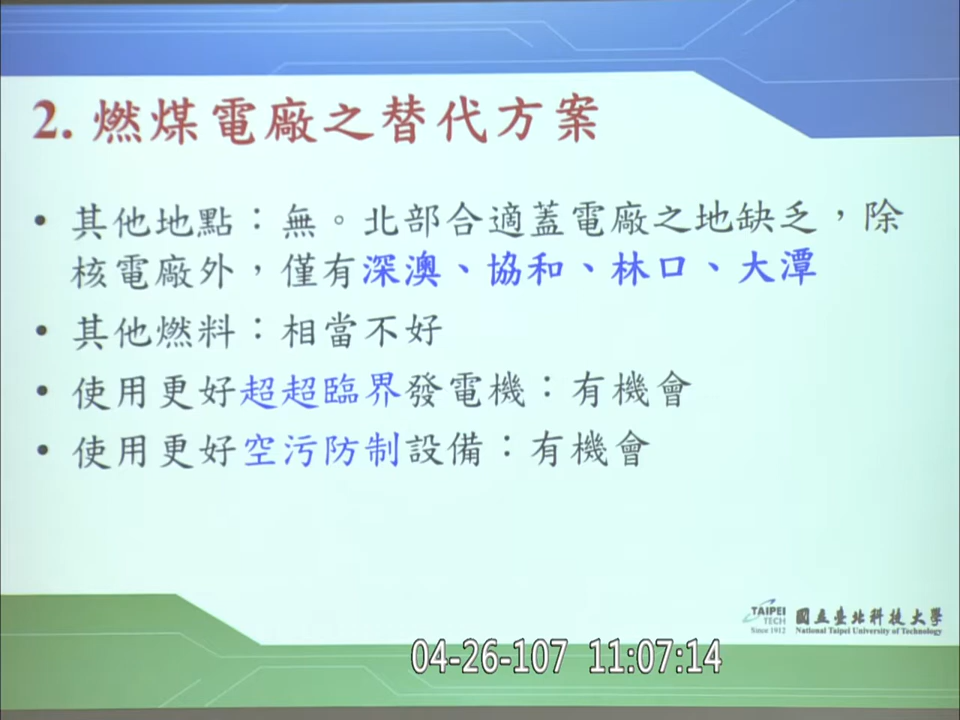 2. 燃煤電廠之替代方案
• 其他地點：無。北部合適蓋電廠之地缺乏，除
核電廠外，僅有深澳、協和、林口、大潭
• 其他燃料：相當不好
• 使用更好超超臨界發電機：有機會
• 使用更好空污防制設備：有機會
TAIPEI
TECH
Since 1912
國立臺北科技大學
National Taipei University of Technology
04-26-107 11:07:14